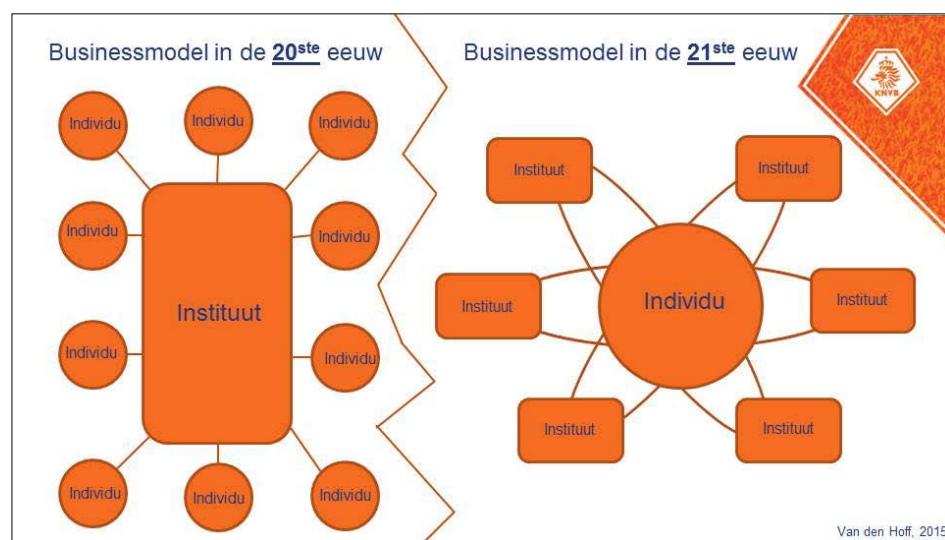 Businessmodel in de 20ste eeuw
Individu
Individu
Individu
Individu
Individu
Instituut
Individu
Individu
Individu
Individu
Individu
Businessmodel in de 21ste eeuw
KNVB
Instituut
Instituut
Instituut
Individu
Instituut
Instituut
Instituut
Van den Hoff, 2015